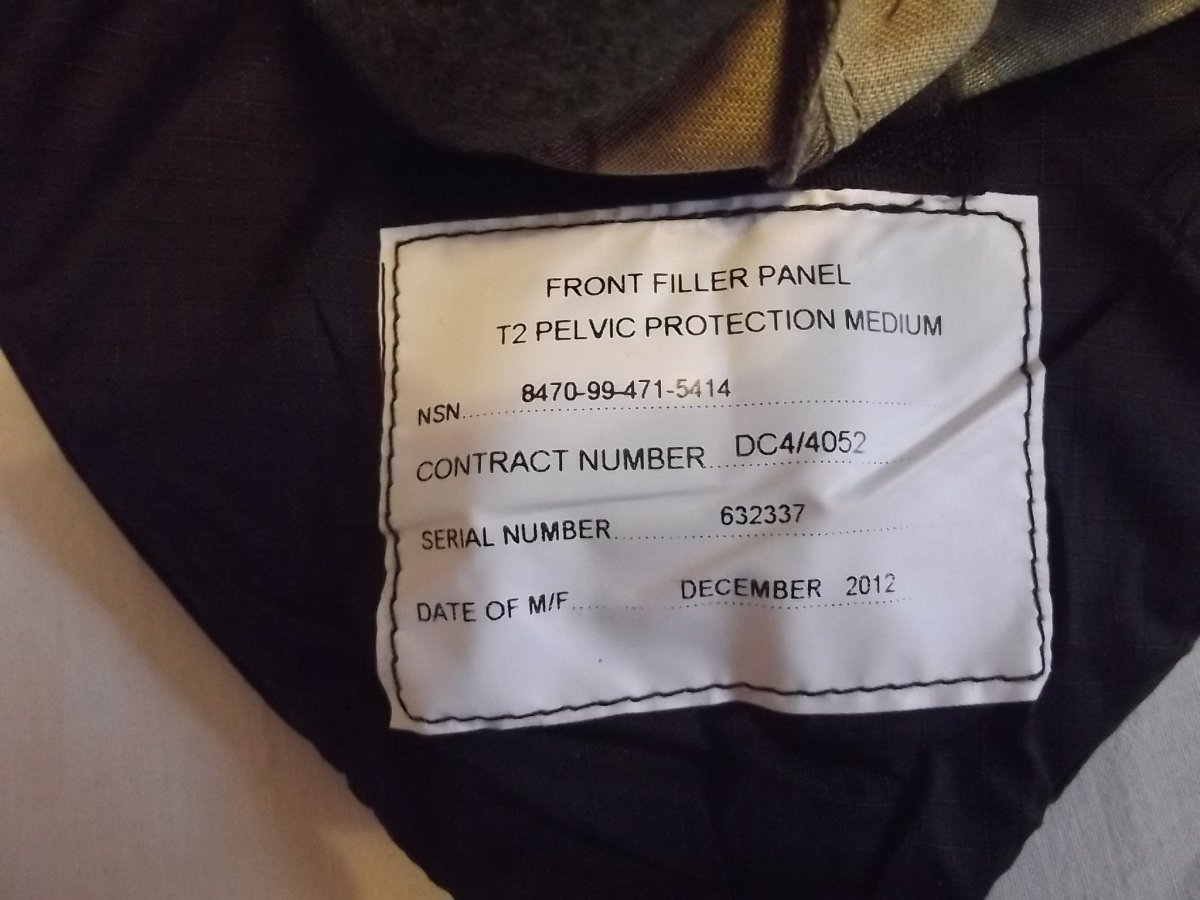 FRONT FILLER PANEL
T2 PELVIC PROTECTION MEDIUM
NSN.......... 8470-99-471-5414
CONTRACT NUMBER... DC4/4052
SERIAL NUMBER.......... 632337
DATE OF M/F.......... DECEMBER 2012